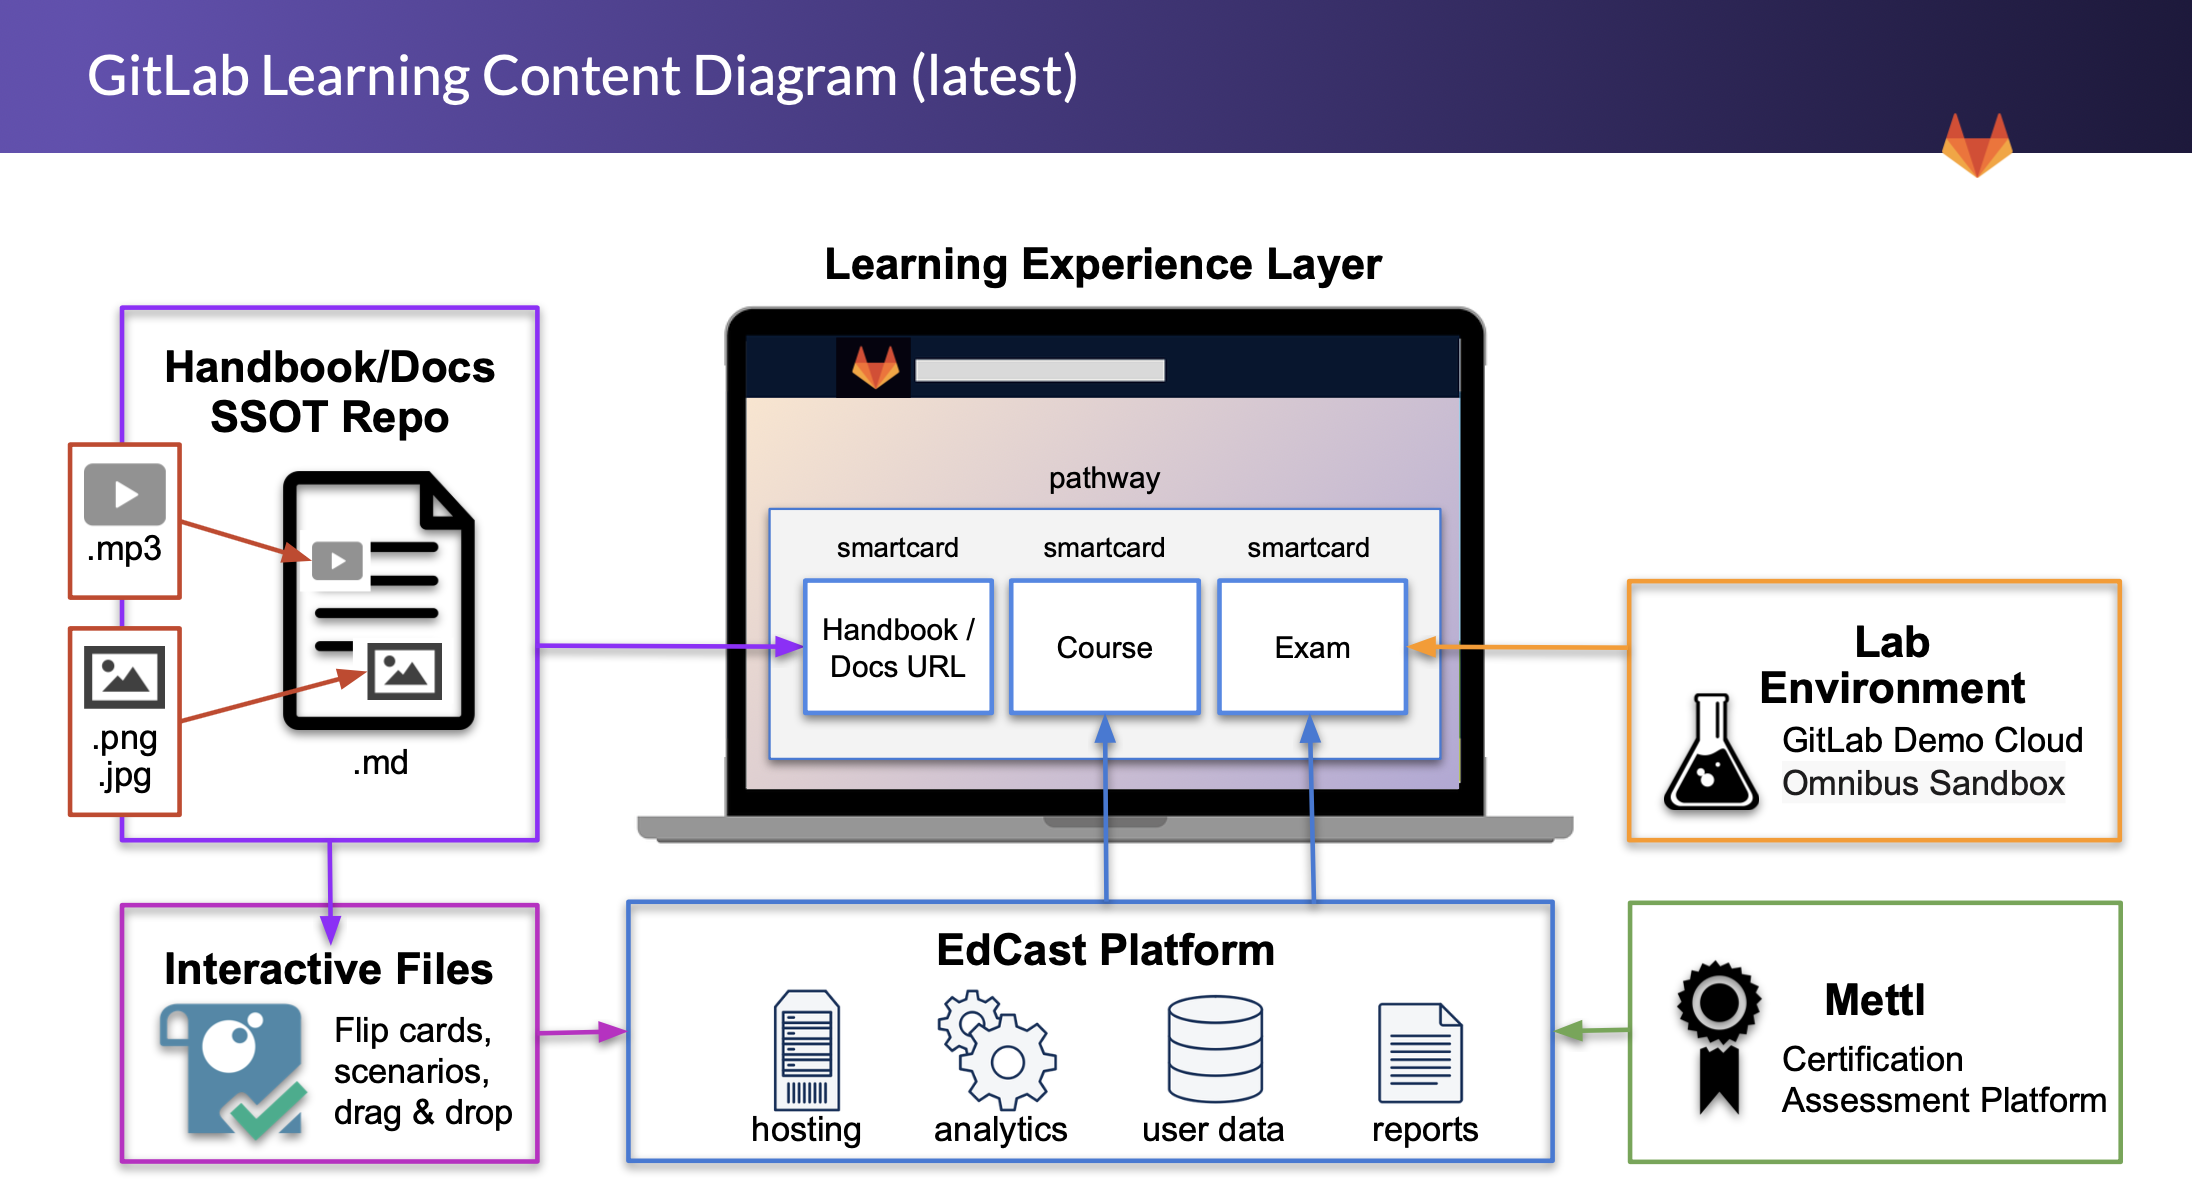 GitLab Learning Content Diagram (latest)
Learning Experience Layer
Handbook/Docs
SSOT Repo
.mp3
.png
.jpg
.md
pathway
smartcard
smartcard
smartcard
Handbook /
Docs URL
Course
Exam
Lab
Environment
GitLab Demo Cloud
Omnibus Sandbox
Interactive Files
Flip cards,
scenarios,
drag & drop
EdCast Platform
hosting
analytics
user data
reports
Mettl
Certification
Assessment Platform